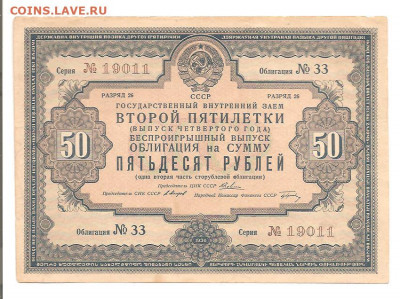 COINS.LAVE.RU
Серия № 19011
Облигация № 33
РАЗРЯД 26
СССР
РАЗРЯД 26
ГОСУДАРСТВЕННЫЙ ВНУТРЕННИЙ ЗАЕМ
ВТОРОЙ ПЯТИЛЕТКИ
(ВЫПУСК ЧЕТВЕРТОГО ГОДА)
БЕСПРОИГРЫШНЫЙ ВЫПУСК
ОБЛИГАЦИЯ на СУММУ
50
ПЯТЬДЕСЯТ РУБЛЕЙ
50
(одна вторая часть сторублевой облигации)
Председатель ЦИК СССР
Председатель СНК СССР
Народный Комиссар Финансов СССР
Облигация № 33
Серия № 19011
1936